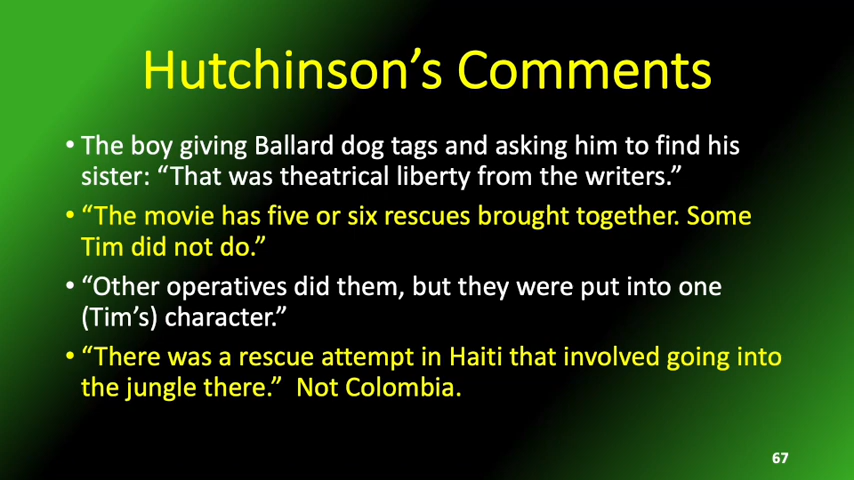 Hutchinson’s Comments
• The boy giving Ballard dog tags and asking him to find his
sister: “That was theatrical liberty from the writers.”
• “The movie has five or six rescues brought together. Some
Tim did not do.”
• “Other operatives did them, but they were put into one
(Tim’s) character.”
• “There was a rescue attempt in Haiti that involved going into
the jungle there.”  Not Colombia.
67